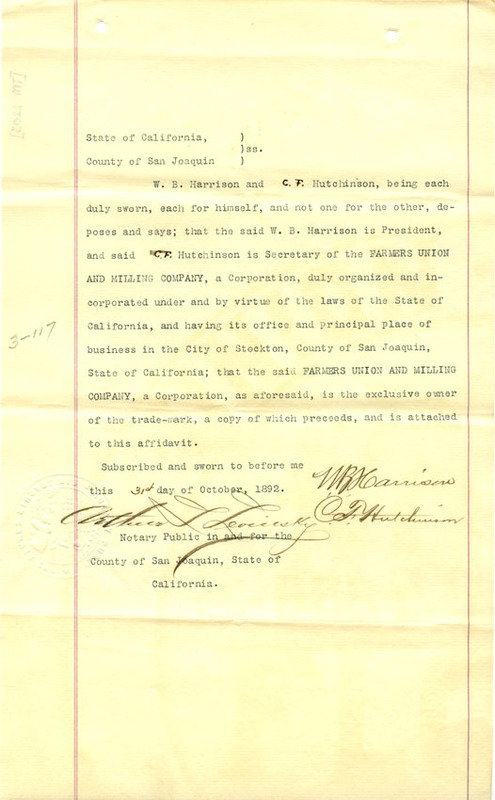 State of California, )
)ss.
County of San Joaquin )
W. B. Harrison and C. F. Hutchinson, being each
duly sworn, each for himself, and not one for the other, de-
poses and says; that the said W. B. Harrison is President,
and said C.F. Hutchinson is Secretary of the FARMERS UNION
AND MILLING COMPANY, a Corporation, duly organized and in-
corporated under and by virtue of the laws of the State of
California, and having its office and principal place of
business in the City of Stockton, County of San Joaquin,
State of California; that the said FARMERS UNION AND MILLING
COMPANY, a Corporation, as aforesaid, is the exclusive owner
of the trade-mark, a copy of which preceeds, and is attached
to this affidavit.
3-117
Subscribed and sworn to before me
this 31st day of October, 1892.
WB Harrison
Arthur L Levinsky
C. F. Hutchinson
Notary Public in and for the
County of San Joaquin, State of
California.